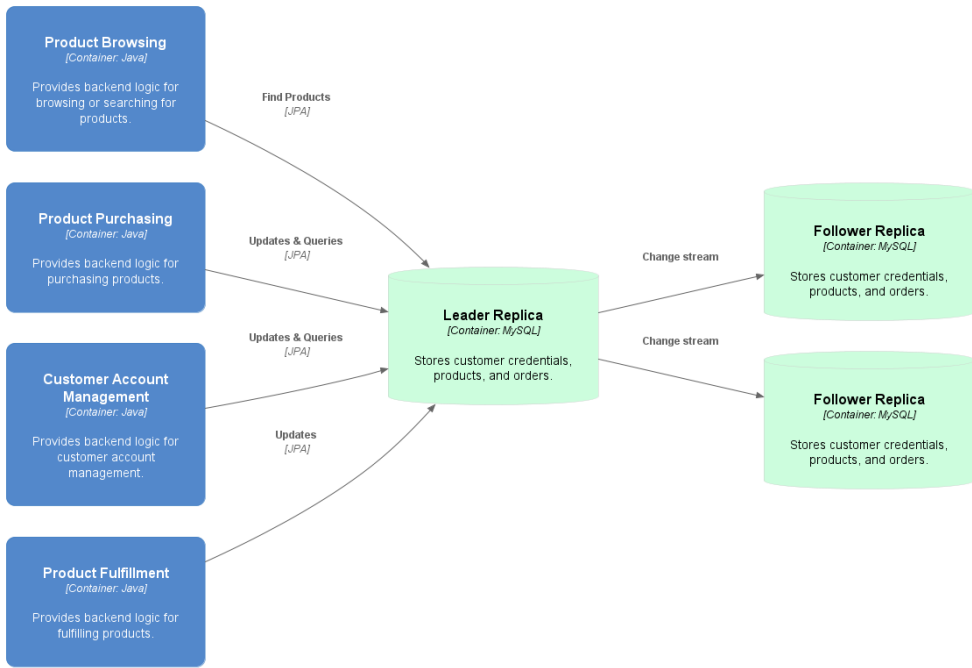 Product Browsing
[Container: Java]
Provides backend logic for
browsing or searching for
products.
Find Products
[JPA]
Product Purchasing
[Container: Java]
Provides backend logic for
purchasing products.
Updates & Queries
[JPA]
Customer Account
Management
[Container: Java]
Provides backend logic for
customer account
management.
Updates & Queries
[JPA]
Product Fulfillment
[Container: Java]
Provides backend logic for
fulfilling products.
Updates
[JPA]
Leader Replica
[Container: MySQL]
Stores customer credentials,
products, and orders.
Change stream
Follower Replica
[Container: MySQL]
Stores customer credentials,
products, and orders.
Change stream
Follower Replica
[Container: MySQL]
Stores customer credentials,
products, and orders.